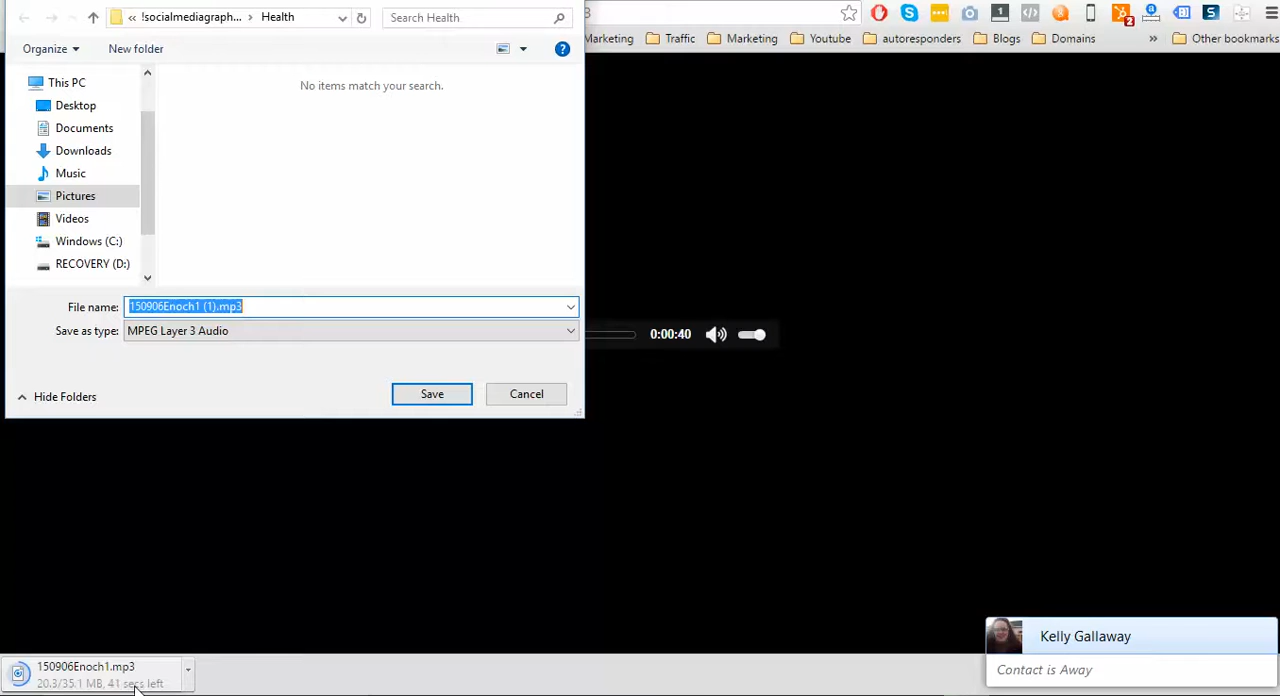 « !socialmediagraph... > Health
Search Health
3
Organize
New folder
Marketing
Traffic
Marketing
Youtube
autoresponders
Blogs
Domains
»
Other bookmarks
1
2
This PC
Desktop
Documents
Downloads
Music
Pictures
Videos
Windows (C:)
RECOVERY (D:)
No items match your search.
File name: 150906Enoch1 (1).mp3
Save as type: MPEG Layer 3 Audio
0:00:40
Hide Folders
Save
Cancel
Kelly Gallaway
Contact is Away
150906Enoch1.mp3
20.3/35.1 MB, 41 secs left